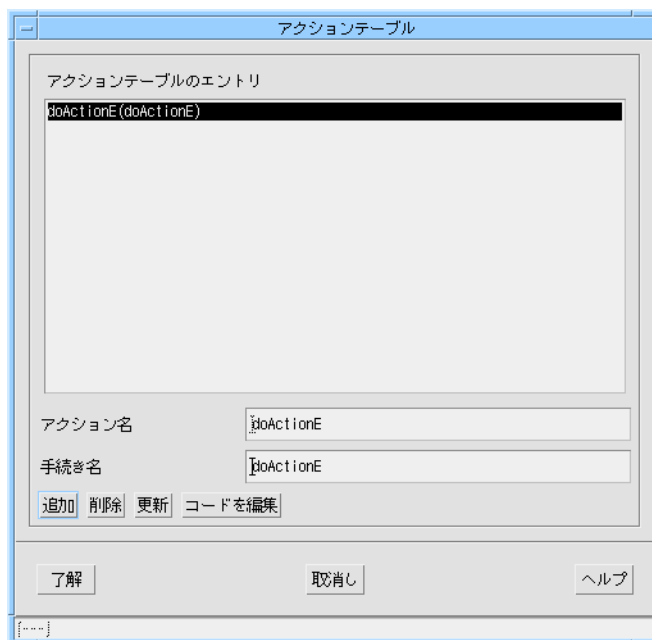 アクションテーブル
アクションテーブルのエントリ
doActionE(doActionE)
アクション名 doActionE
手続き名 doActionE
追加 削除 更新 コードを編集
了解 取消し ヘルプ
[---]